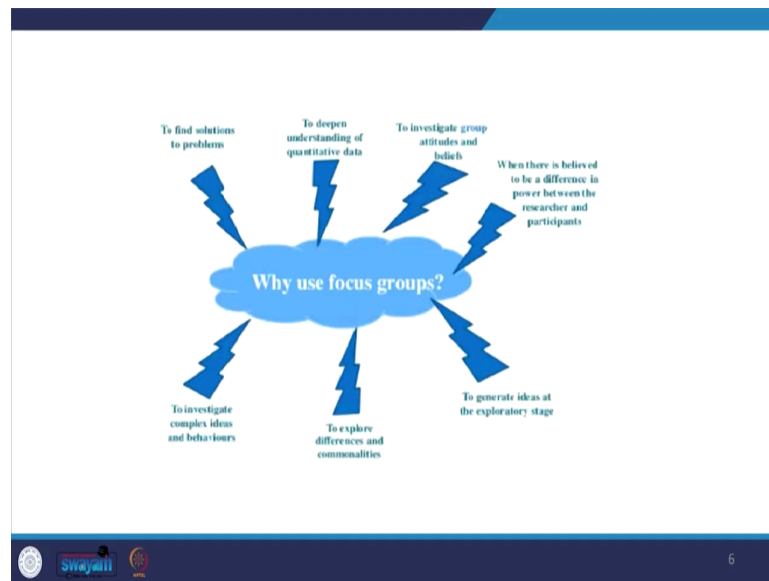 To find solutions
to problems
To deepen
understanding of
quantitative data
To investigate group
attitudes and
beliefs
When there is believed
to be a difference in
power between the
researcher and
participants
Why use focus groups?
To investigate
complex ideas
and behaviours
To explore
differences and
commonalities
To generate ideas at
the exploratory stage
swayam
6